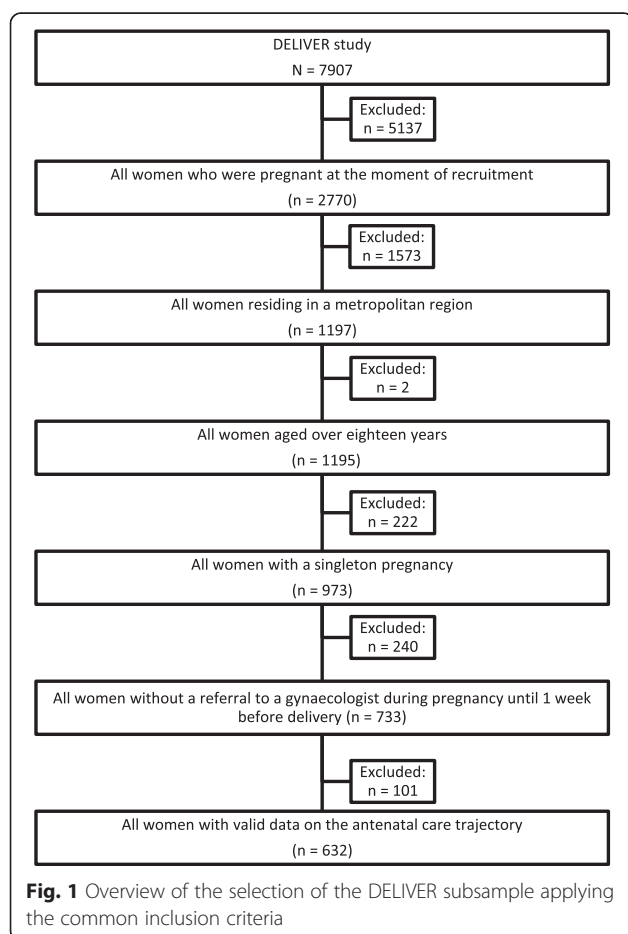 DELIVER study
N = 7907
Excluded:
n = 5137
All women who were pregnant at the moment of recruitment
(n = 2770)
Excluded:
n = 1573
All women residing in a metropolitan region
(n = 1197)
Excluded:
n = 2
All women aged over eighteen years
(n = 1195)
Excluded:
n = 222
All women with a singleton pregnancy
(n = 973)
Excluded:
n = 240
All women without a referral to a gynaecologist during pregnancy until 1 week
before delivery (n = 733)
Excluded:
n = 101
All women with valid data on the antenatal care trajectory
(n = 632)
Fig. 1 Overview of the selection of the DELIVER subsample applying
the common inclusion criteria